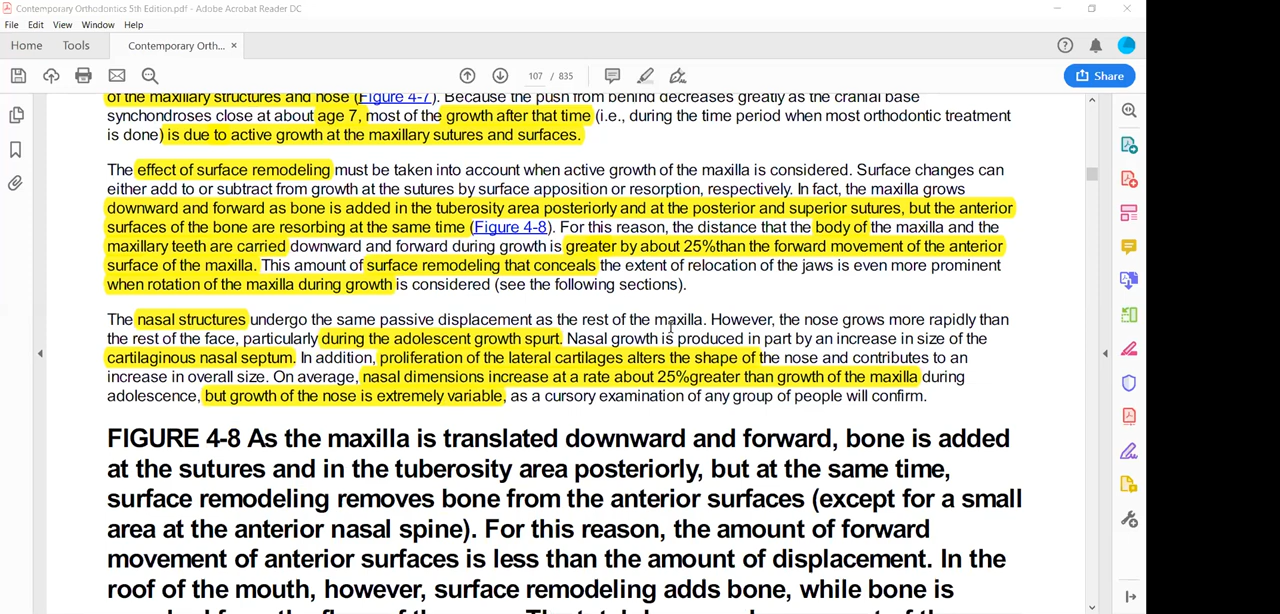 Contemporary Orthodontics 5th Edition.pdf - Adobe Acrobat Reader DC
File Edit View Window Help
Home Tools Contemporary Orth... ×
107 / 835
Share
of the maxillary structures and nose (Figure 4-7). Because the push from behind decreases greatly as the cranial base
synchondroses close at about age 7, most of the growth after that time (i.e., during the time period when most orthodontic treatment
is done) is due to active growth at the maxillary sutures and surfaces.
The effect of surface remodeling must be taken into account when active growth of the maxilla is considered. Surface changes can
either add to or subtract from growth at the sutures by surface apposition or resorption, respectively. In fact, the maxilla grows
downward and forward as bone is added in the tuberosity area posteriorly and at the posterior and superior sutures, but the anterior
surfaces of the bone are resorbing at the same time (Figure 4-8). For this reason, the distance that the body of the maxilla and the
maxillary teeth are carried downward and forward during growth is greater by about 25%than the forward movement of the anterior
surface of the maxilla. This amount of surface remodeling that conceals the extent of relocation of the jaws is even more prominent
when rotation of the maxilla during growth is considered (see the following sections).
The nasal structures undergo the same passive displacement as the rest of the maxilla. However, the nose grows more rapidly than
the rest of the face, particularly during the adolescent growth spurt. Nasal growth is produced in part by an increase in size of the
cartilaginous nasal septum. In addition, proliferation of the lateral cartilages alters the shape of the nose and contributes to an
increase in overall size. On average, nasal dimensions increase at a rate about 25%greater than growth of the maxilla during
adolescence, but growth of the nose is extremely variable, as a cursory examination of any group of people will confirm.
FIGURE 4-8 As the maxilla is translated downward and forward, bone is added
at the sutures and in the tuberosity area posteriorly, but at the same time,
surface remodeling removes bone from the anterior surfaces (except for a small
area at the anterior nasal spine). For this reason, the amount of forward
movement of anterior surfaces is less than the amount of displacement. In the
roof of the mouth, however, surface remodeling adds bone, while bone is